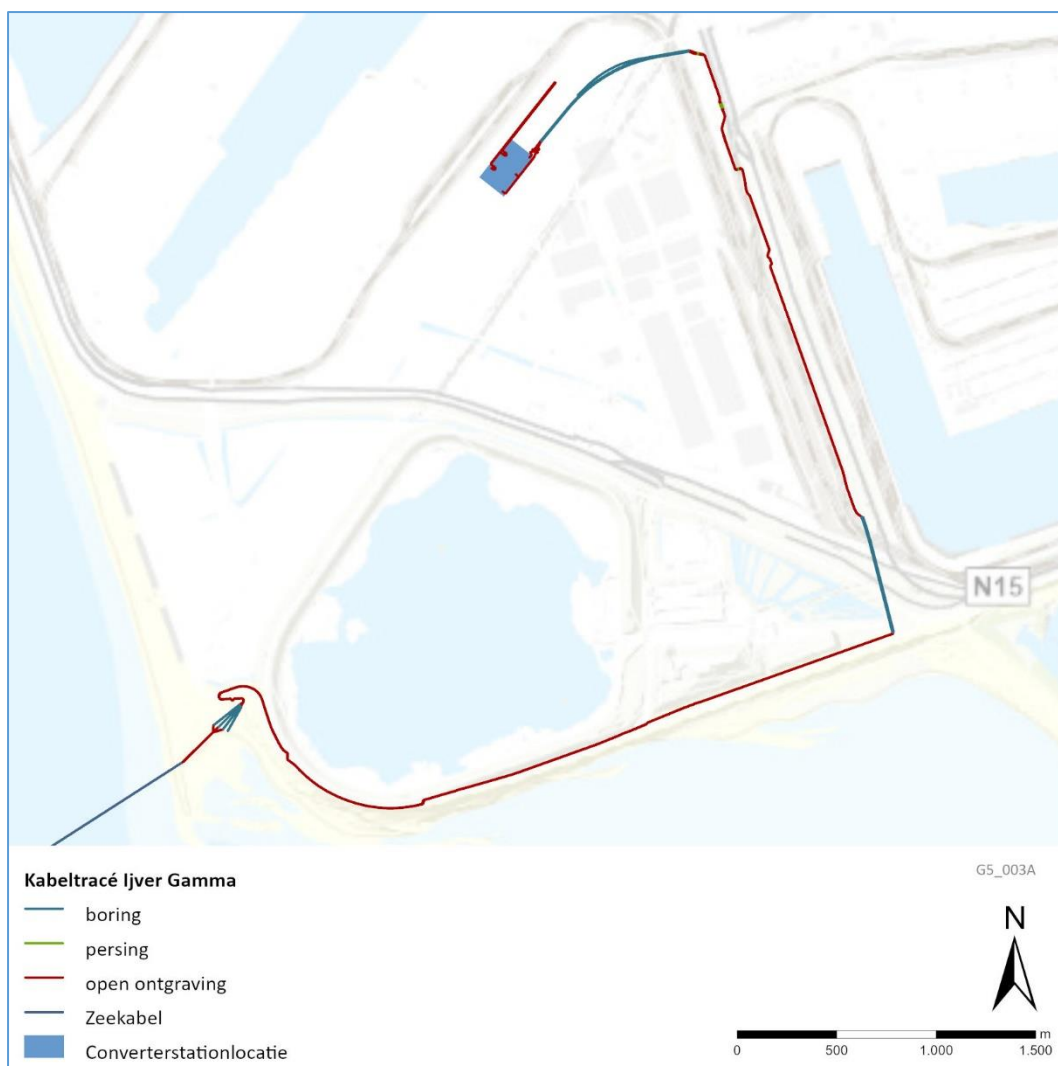 N15
Kabeltracé Ijver Gamma
G5_003A
boring
persing
open ontgraving
Zeekabel
Converterstationlocatie
N
m
0 500 1.000 1.500